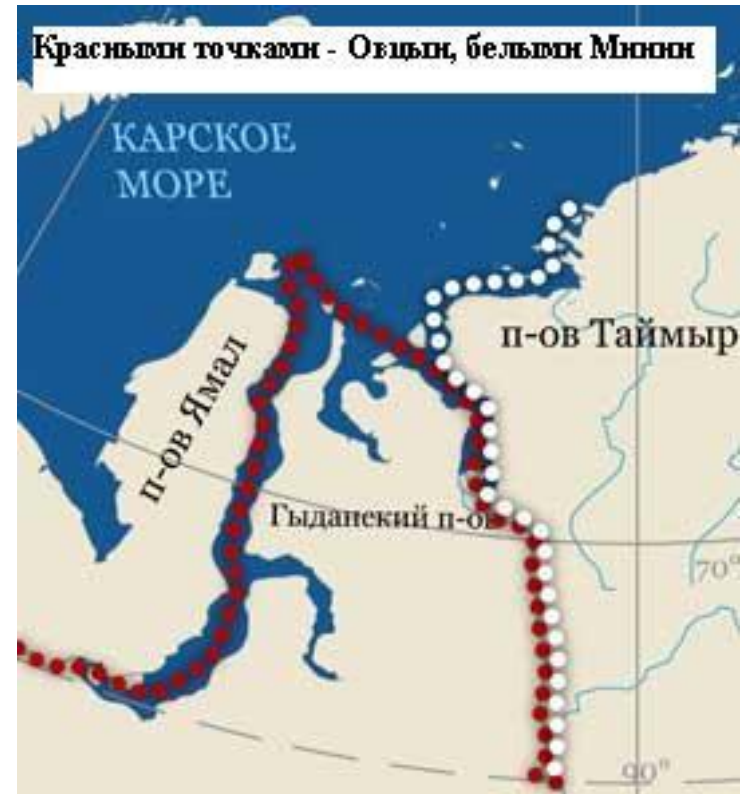 Красными точками - Овцын, белыми Минин
КАРСКОЕ
МОРЕ
п-ов Таймыр
п-ов Ямал
Гыданский п-ов
70°
90°